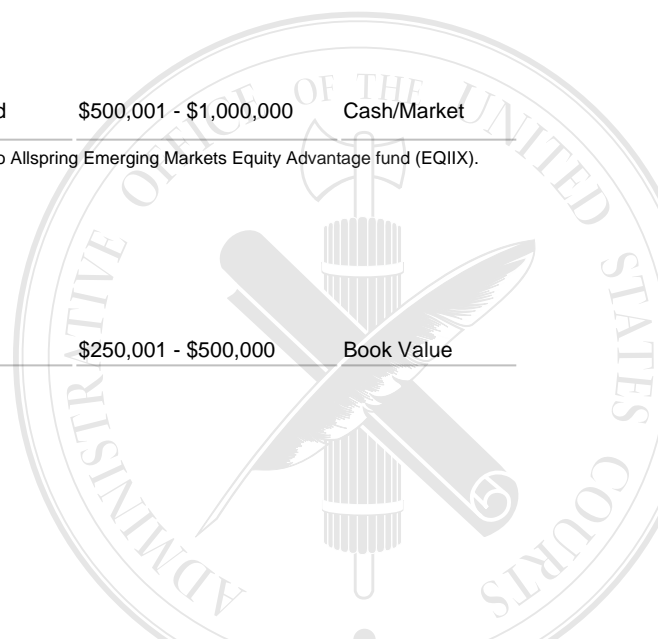 d $500,001 - $1,000,000 Cash/Market
o Allspring Emerging Markets Equity Advantage fund (EQIIX).
$250,001 - $500,000 Book Value
ADMINISTRATIVE OFFICE OF THE UNITED STATES COURTS